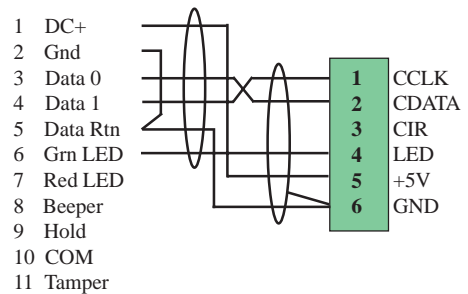 1 DC+
2 Gnd
3 Data 0
4 Data 1
5 Data Rtn
6 Grn LED
7 Red LED
8 Beeper
9 Hold
10 COM
11 Tamper
1 CCLK
2 CDATA
3 CIR
4 LED
5 +5V
6 GND